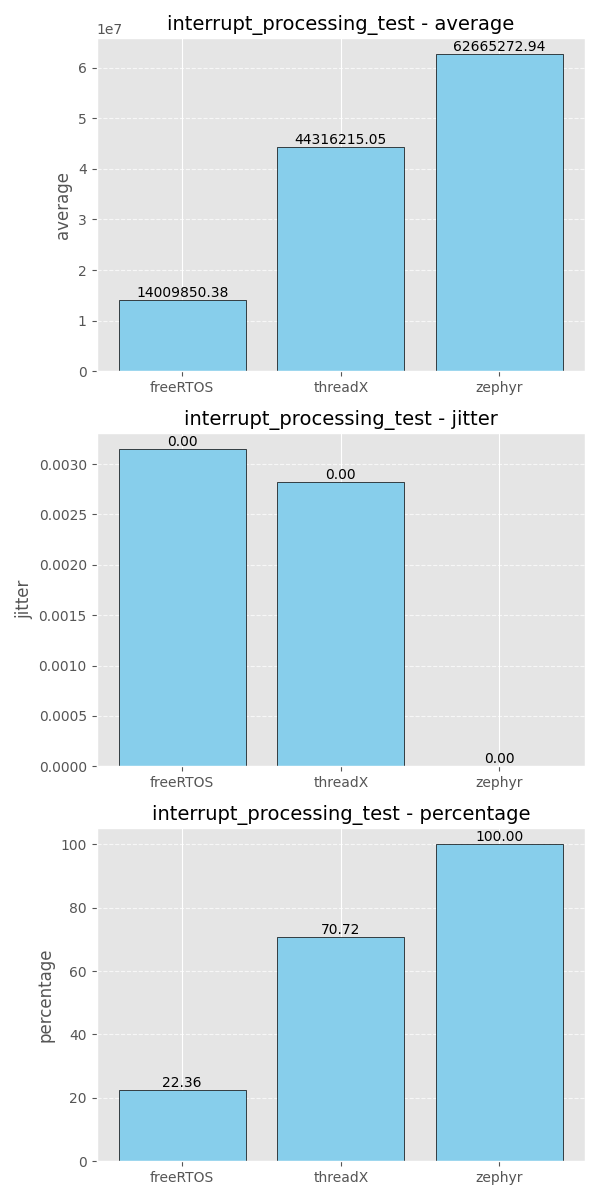 interrupt_processing_test - average
1e7
62665272.94
6
5
44316215.05
4
average
3
2
14009850.38
1
0
freeRTOS threadX zephyr
interrupt_processing_test - jitter
0.00
0.0030
0.00
0.0025
0.0020
jitter
0.0015
0.0010
0.0005
0.00
0.0000
freeRTOS threadX zephyr
interrupt_processing_test - percentage
100.00
100
80
70.72
60
percentage
40
22.36
20
0
freeRTOS threadX zephyr